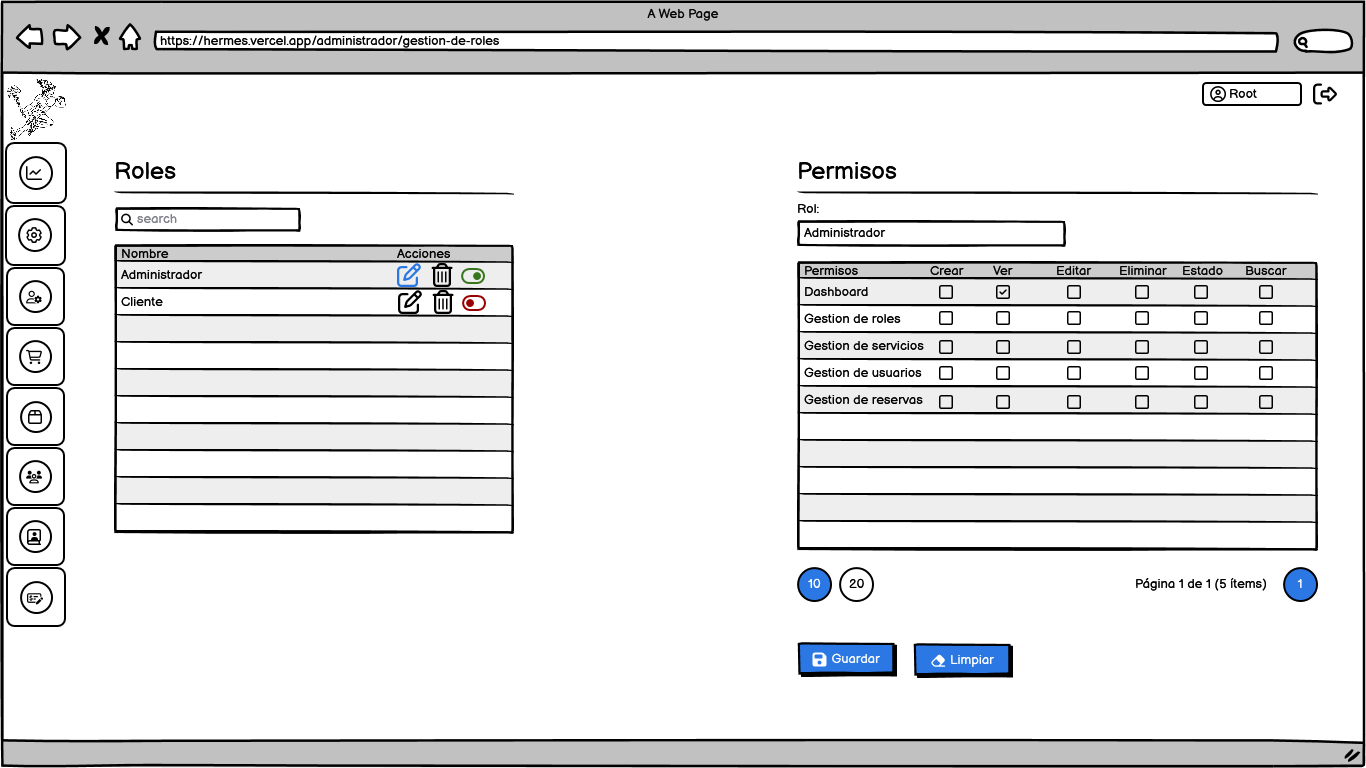 A Web Page
https://hermes.vercel.app/administrador/gestion-de-roles
Root
Roles
search
Nombre Acciones
Administrador
Cliente
Permisos
Rol:
Administrador
Permisos Crear Ver Editar Eliminar Estado Buscar
Dashboard
Gestion de roles
Gestion de servicios
Gestion de usuarios
Gestion de reservas
10 20 Página 1 de 1 (5 ítems) 1
Guardar Limpiar